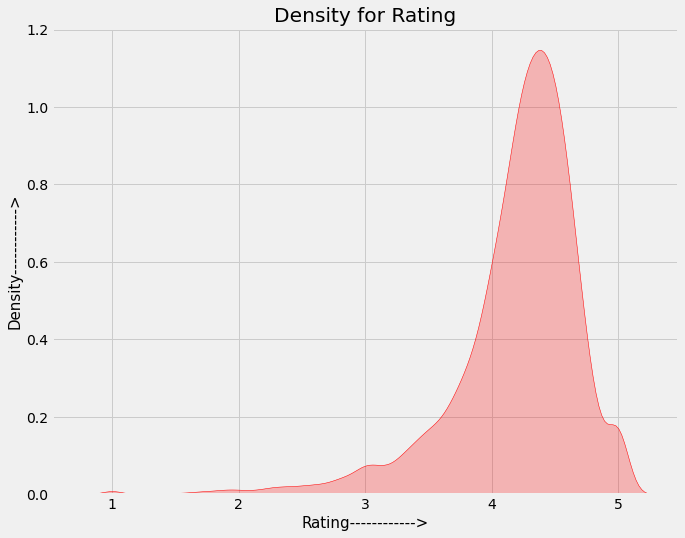 Density for Rating
1.2
1.0
0.8
0.6
0.4
0.2
0.0
Density------------->
1 2 3 4 5
Rating------------>